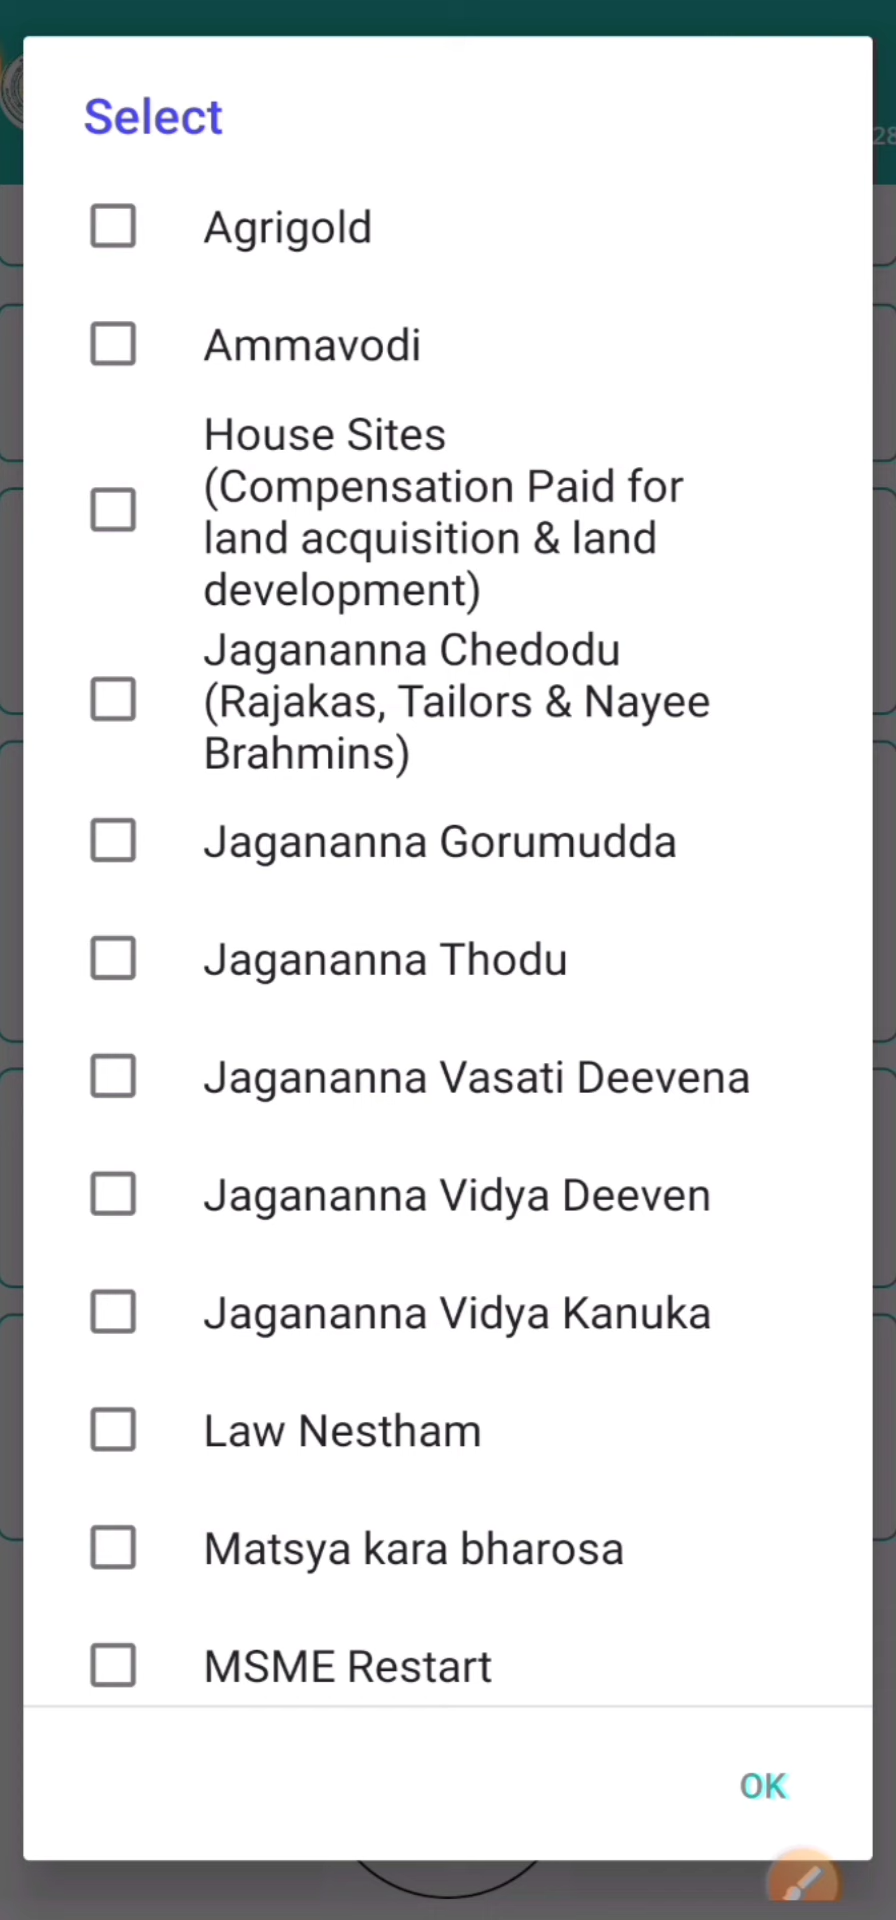 Select
28
Agrigold
Ammavodi
House Sites
(Compensation Paid for
land acquisition & land
development)
Jagananna Chedodu
(Rajakas, Tailors & Nayee
Brahmins)
Jagananna Gorumudda
Jagananna Thodu
Jagananna Vasati Deevena
Jagananna Vidya Deeven
Jagananna Vidya Kanuka
Law Nestham
Matsya kara bharosa
MSME Restart
OK